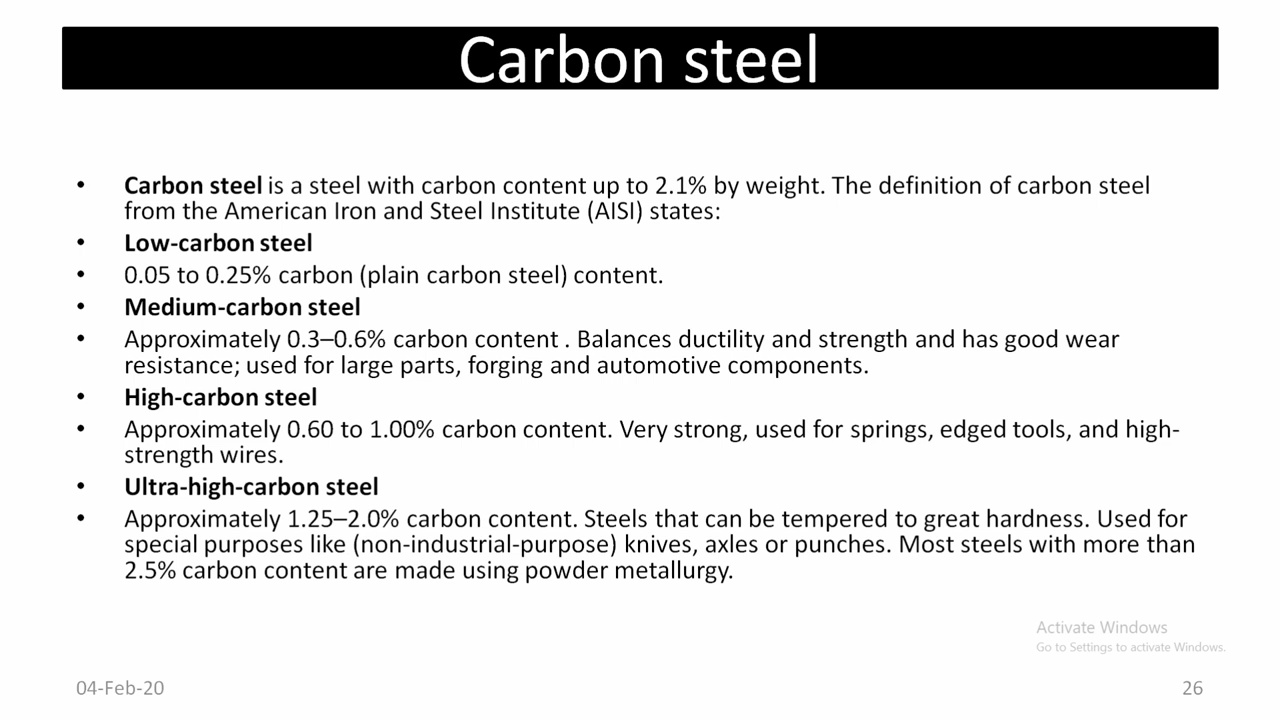 Carbon steel
• Carbon steel is a steel with carbon content up to 2.1% by weight. The definition of carbon steel
from the American Iron and Steel Institute (AISI) states:
• Low-carbon steel
• 0.05 to 0.25% carbon (plain carbon steel) content.
• Medium-carbon steel
• Approximately 0.3–0.6% carbon content . Balances ductility and strength and has good wear
resistance; used for large parts, forging and automotive components.
• High-carbon steel
• Approximately 0.60 to 1.00% carbon content. Very strong, used for springs, edged tools, and high-
strength wires.
• Ultra-high-carbon steel
• Approximately 1.25–2.0% carbon content. Steels that can be tempered to great hardness. Used for
special purposes like (non-industrial-purpose) knives, axles or punches. Most steels with more than
2.5% carbon content are made using powder metallurgy.
Activate Windows
Go to Settings to activate Windows.
04-Feb-20
26